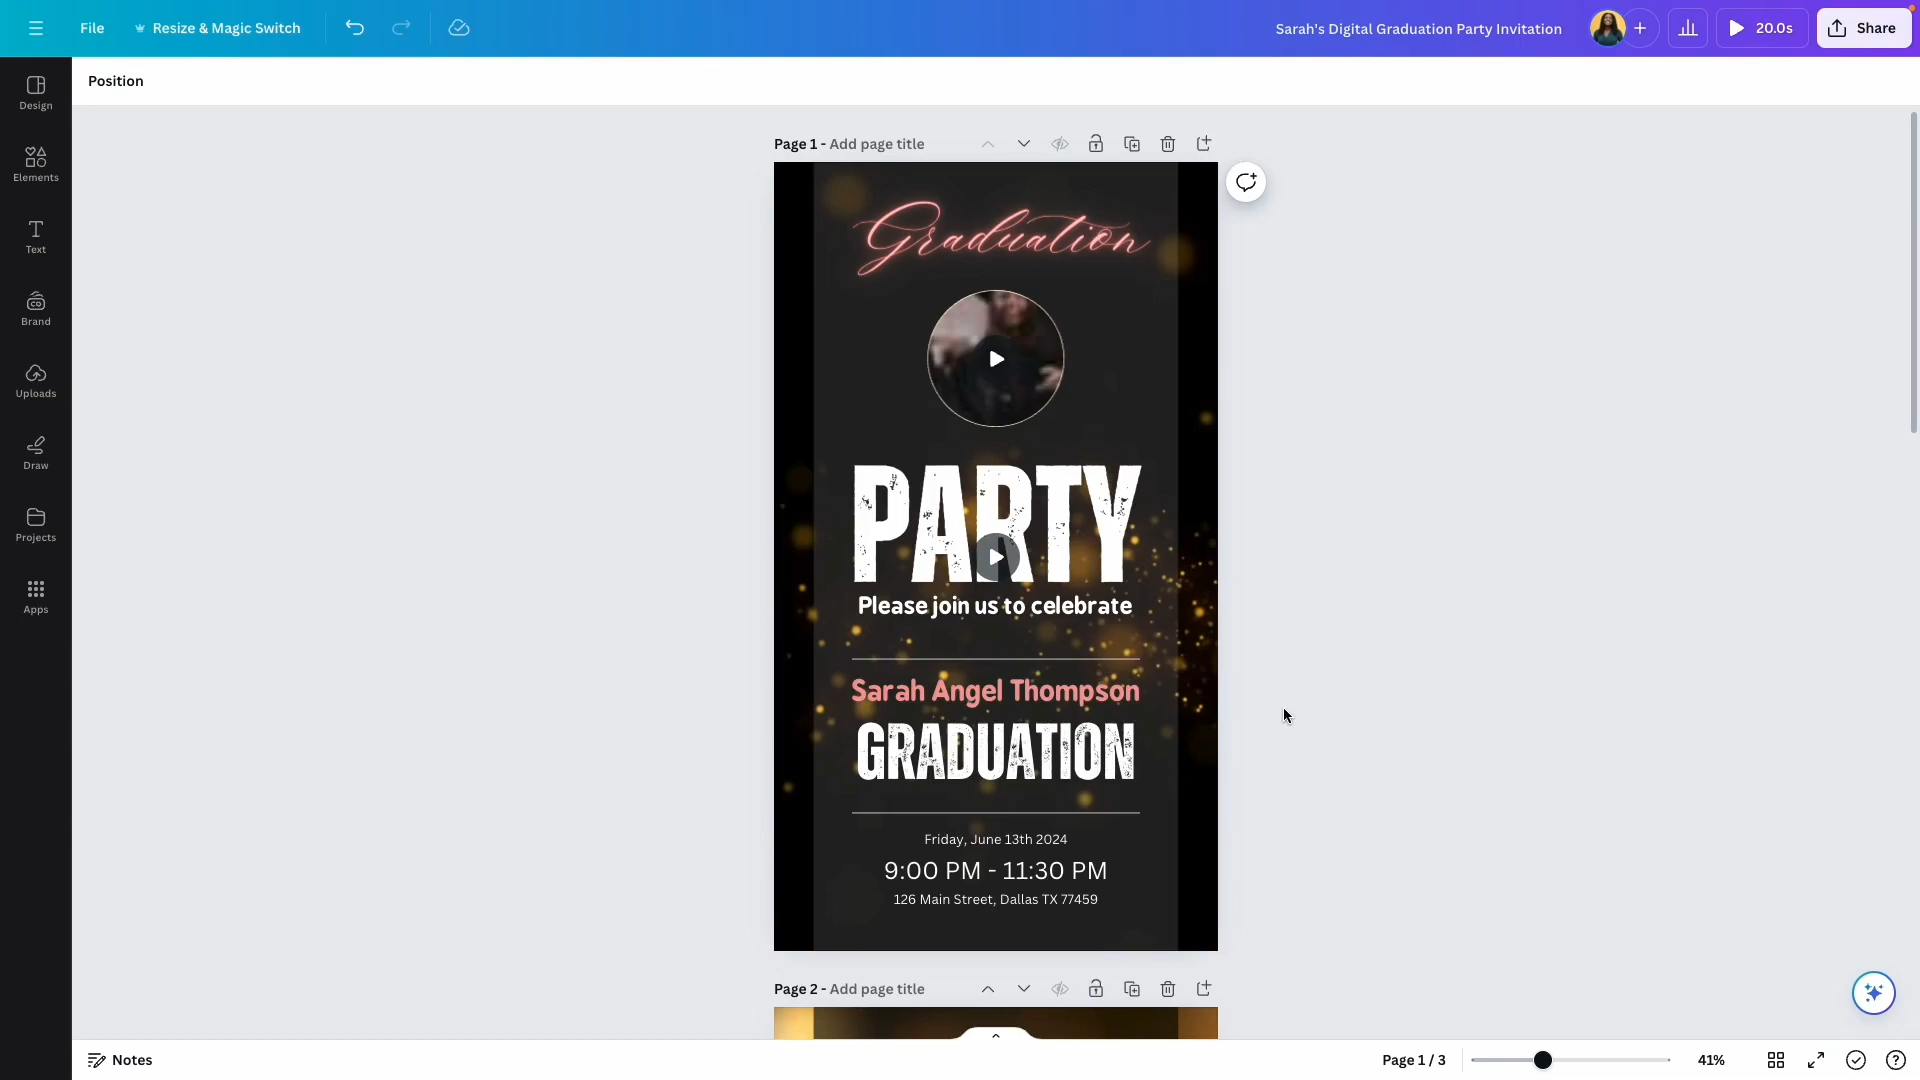 File
Resize & Magic Switch
Sarah's Digital Graduation Party Invitation
20.0s
Share
Position
Design
Elements
Text
Brand
Uploads
Draw
Projects
Apps
Page 1 - Add page title
Graduation
PARTY
Please join us to celebrate
Sarah Angel Thompson
GRADUATION
Friday, June 13th 2024
9:00 PM - 11:30 PM
126 Main Street, Dallas TX 77459
Page 2 - Add page title
Notes
Page 1 / 3
41%